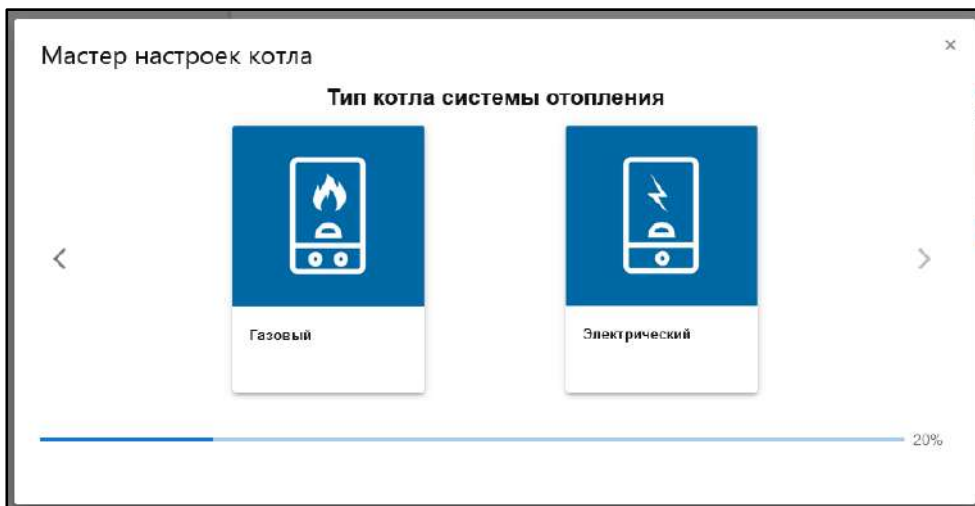 Мастер настроек котла
Тип котла системы отопления
Газовый
Электрический
20%